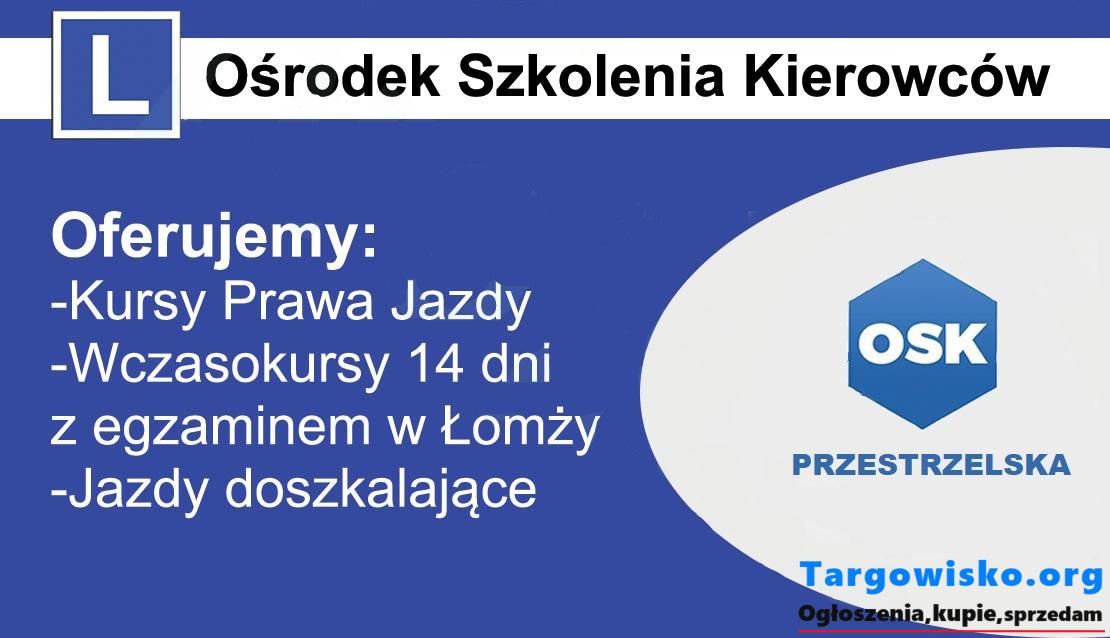 L
Ośrodek Szkolenia Kierowców
Oferujemy:
-Kursy Prawa Jazdy
-Wczasokursy 14 dni
z egzaminem w Łomży
-Jazdy doszkalające
OSK
PRZESTRZELSKA
Targowisko.org
Ogłoszenia,kupie,sprzedam